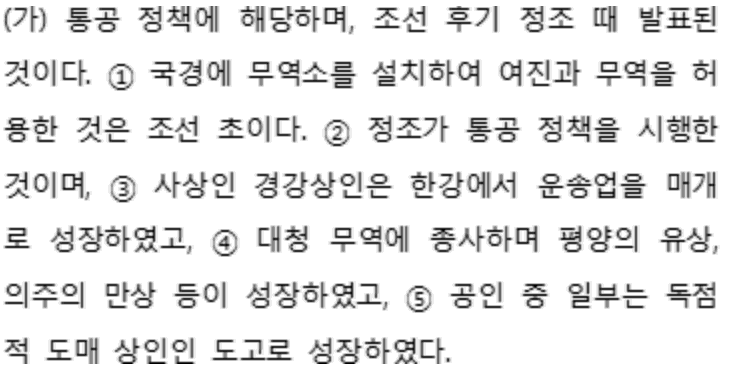 (가) 통공 정책에 해당하며, 조선 후기 정조 때 발표된
것이다. ① 국경에 무역소를 설치하여 여진과 무역을 허
용한 것은 조선 초이다. ② 정조가 통공 정책을 시행한
것이며, ③ 사상인 경강상인은 한강에서 운송업을 매개
로 성장하였고, ④ 대청 무역에 종사하며 평양의 유상,
의주의 만상 등이 성장하였고, ⑤ 공인 중 일부는 독점
적 도매 상인인 도고로 성장하였다.